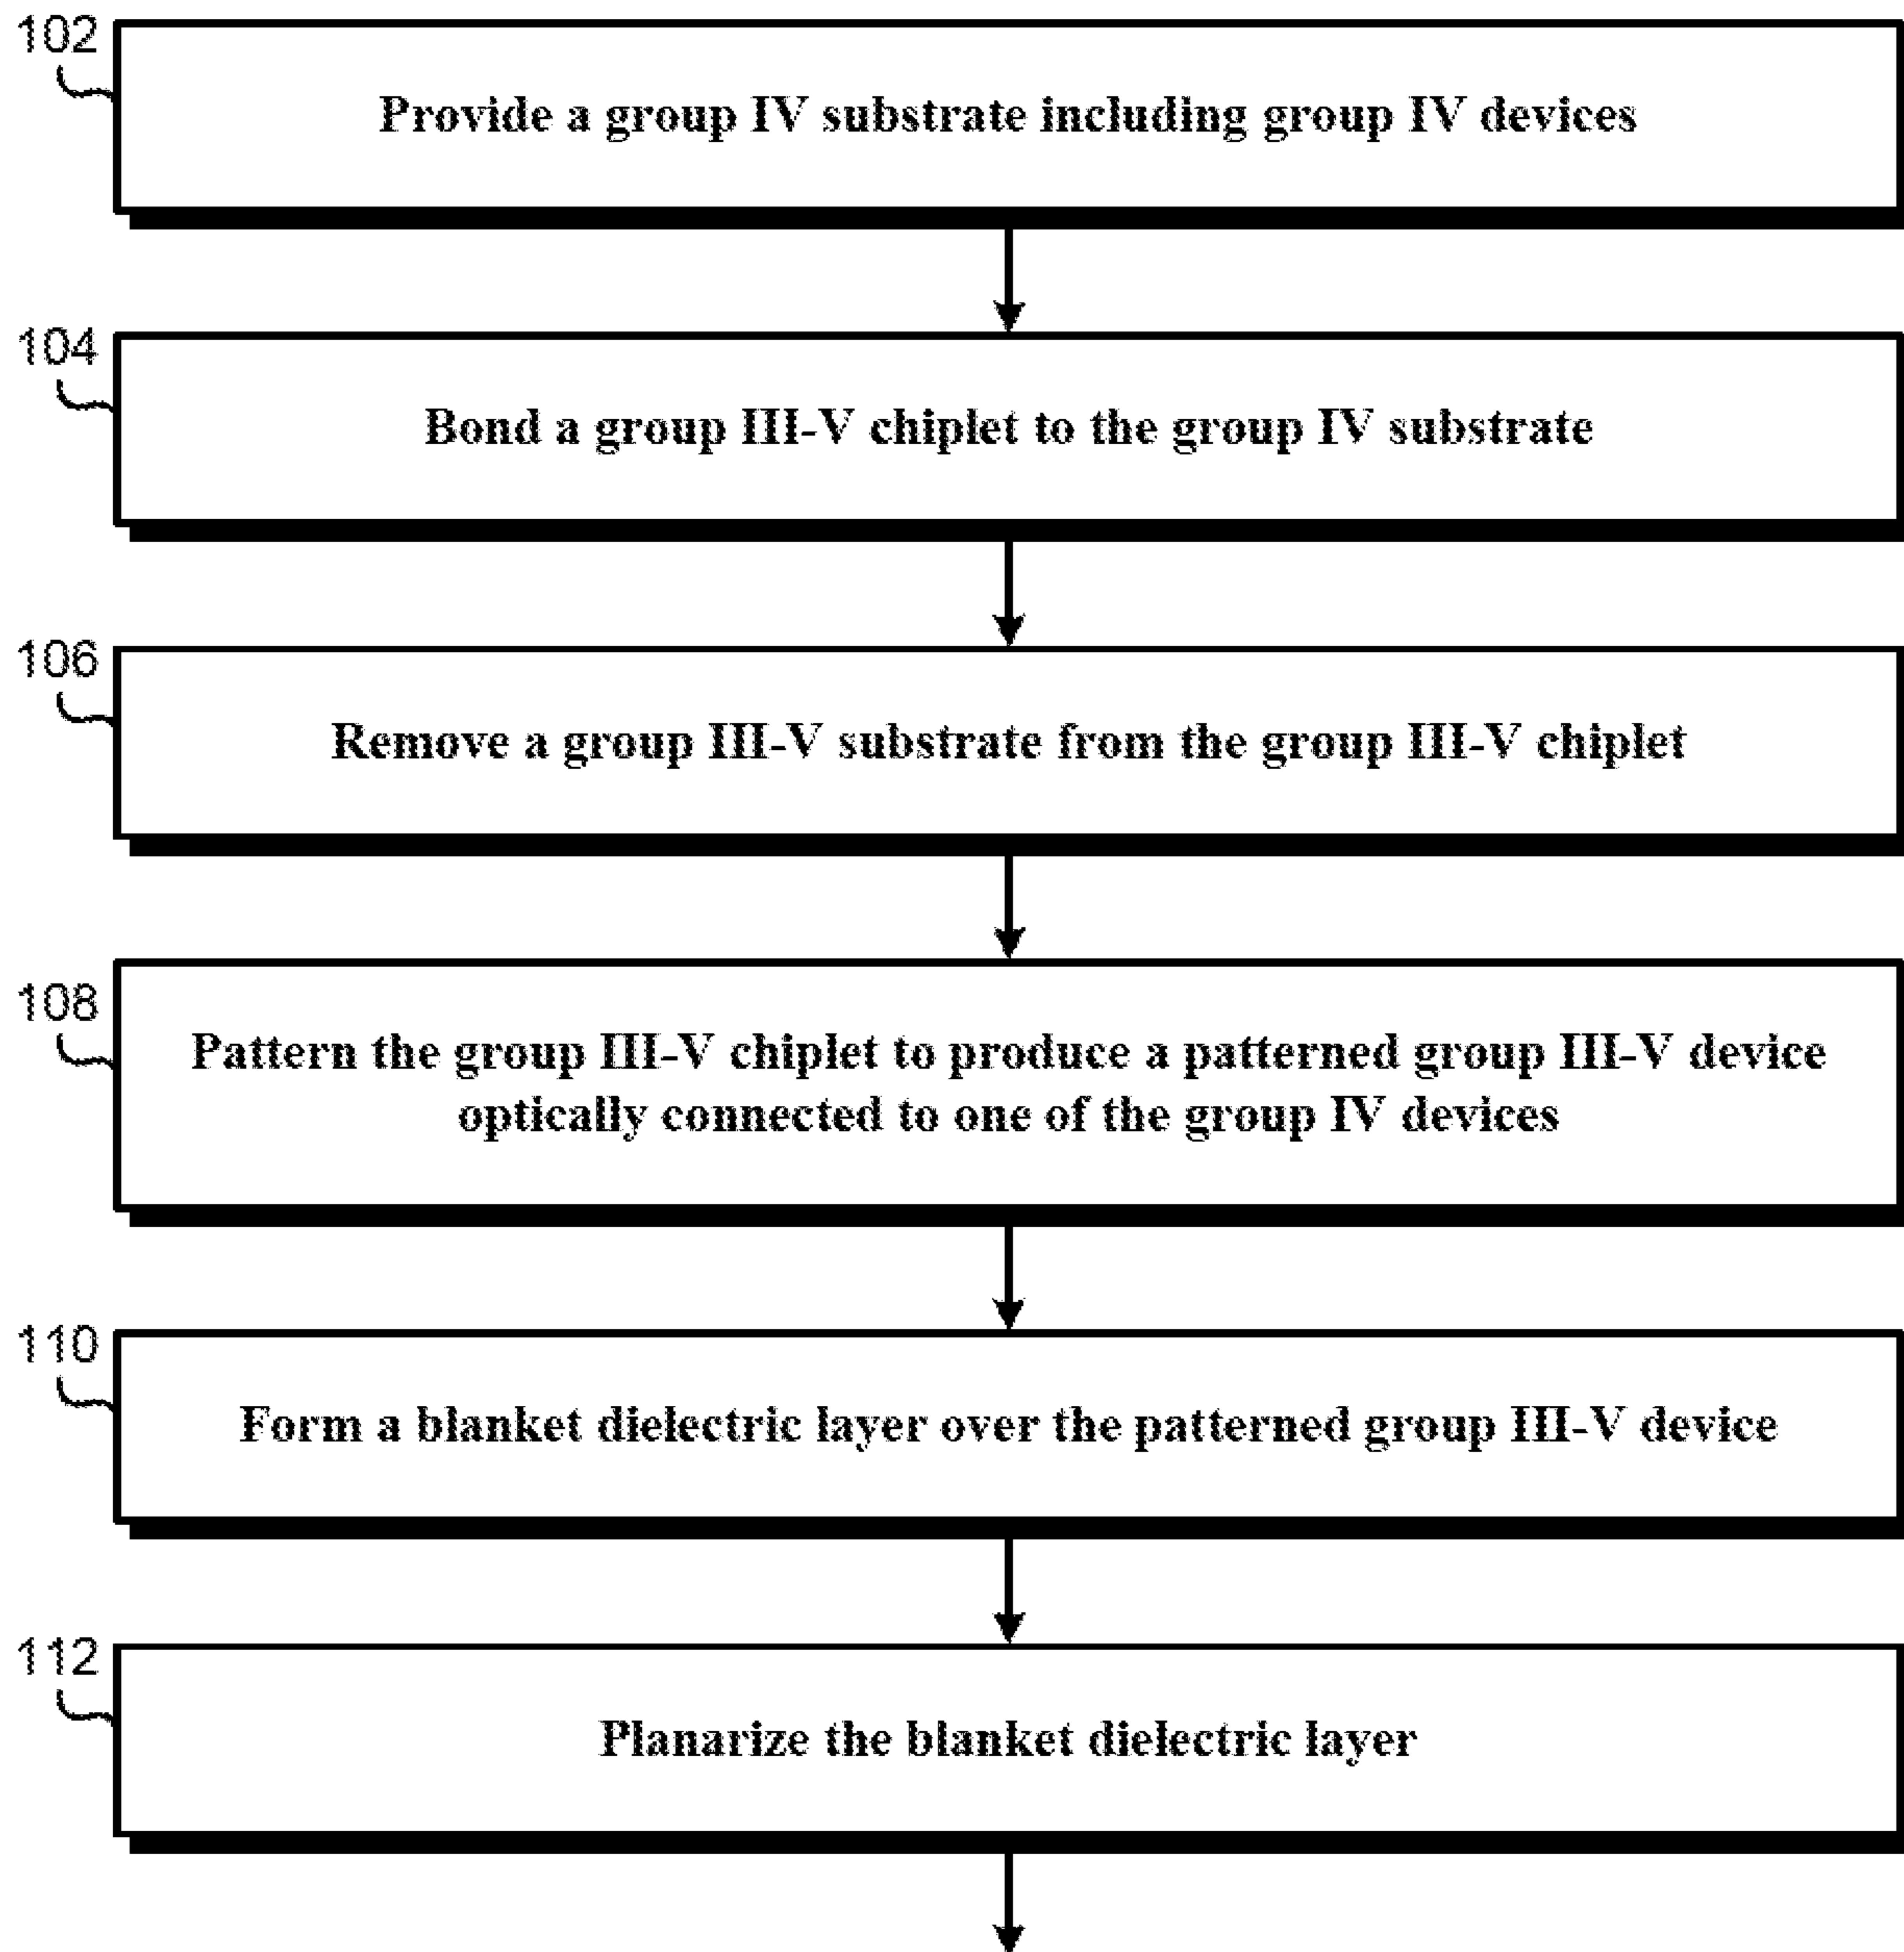 102
Provide a group IV substrate including group IV devices
104
Bond a group III-V chiplet to the group IV substrate
106
Remove a group III-V substrate from the group III-V chiplet
108
Pattern the group III-V chiplet to produce a patterned group III-V device
optically connected to one of the group IV devices
110
Form a blanket dielectric layer over the patterned group III-V device
112
Planarize the blanket dielectric layer